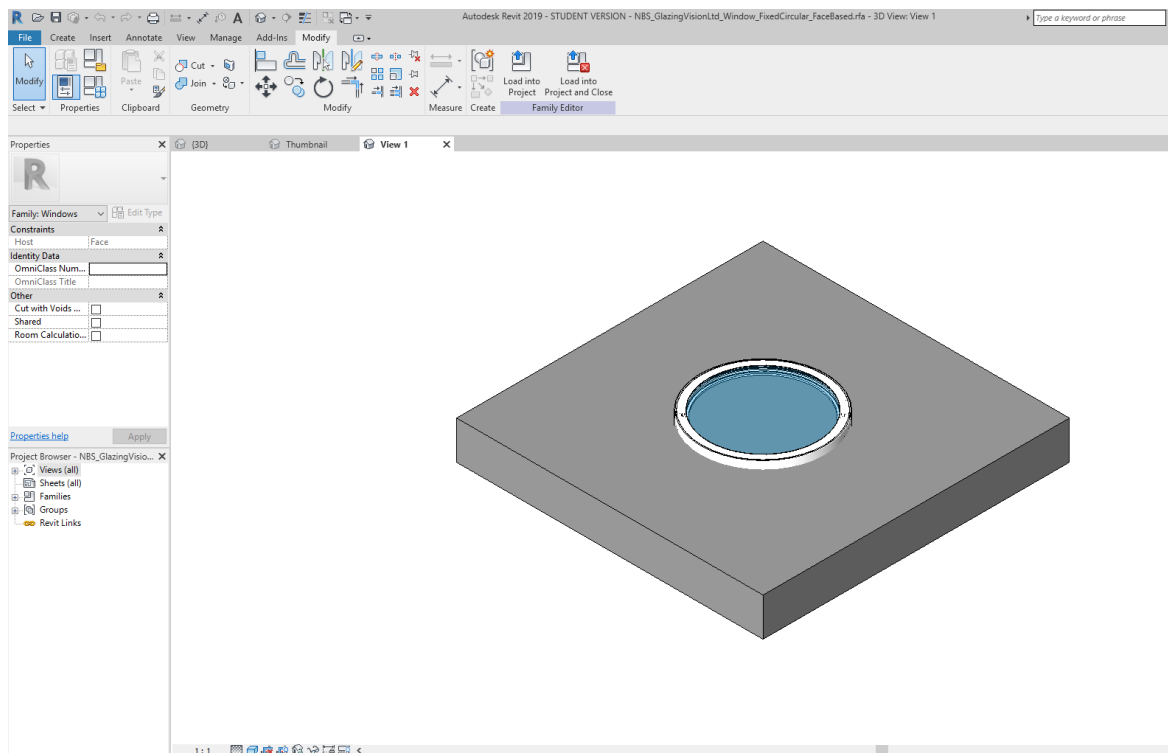 Autodesk Revit 2019 - STUDENT VERSION - NBS_GlazingVisionLtd_Window_FixedCircular_FaceBased.rfa - 3D View: View 1
Type a keyword or phrase
File Create Insert Annotate View Manage Add-Ins Modify
Modify
Paste
Cut
Join
Load into Project
Load into Project and Close
Select Properties Clipboard Geometry Modify Measure Create Family Editor
Properties X
{3D} Thumbnail View 1 X
R
Family: Windows Edit Type
Constraints
Host Face
Identity Data
OmniClass Num...
OmniClass Title
Other
Cut with Voids ...
Shared
Room Calculatio...
Properties help Apply
Project Browser - NBS_GlazingVisio... X
Views (all)
Sheets (all)
Families
Groups
Revit Links
1:1